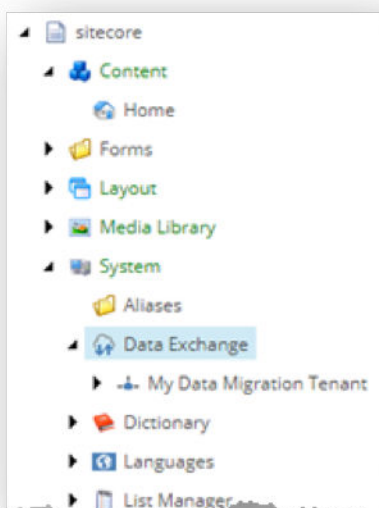 sitecore
Content
Home
Forms
Layout
Media Library
System
Aliases
Data Exchange
My Data Migration Tenant
Dictionary
Languages
List Manager